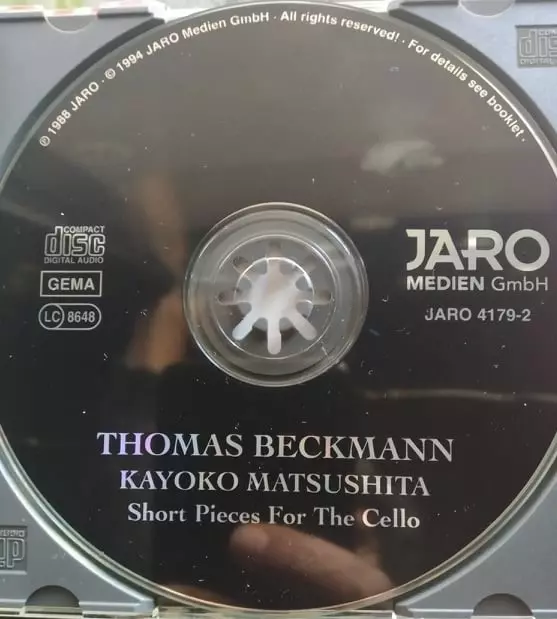 ℗ 1988 JARO · © 1994 JARO Medien GmbH · All rights reserved! · For details see booklet ·
COMPACT
disc
DIGITAL AUDIO
GEMA
LC 8648
JARO
MEDIEN GmbH
JARO 4179-2
THOMAS BECKMANN
KAYOKO MATSUSHITA
Short Pieces For The Cello